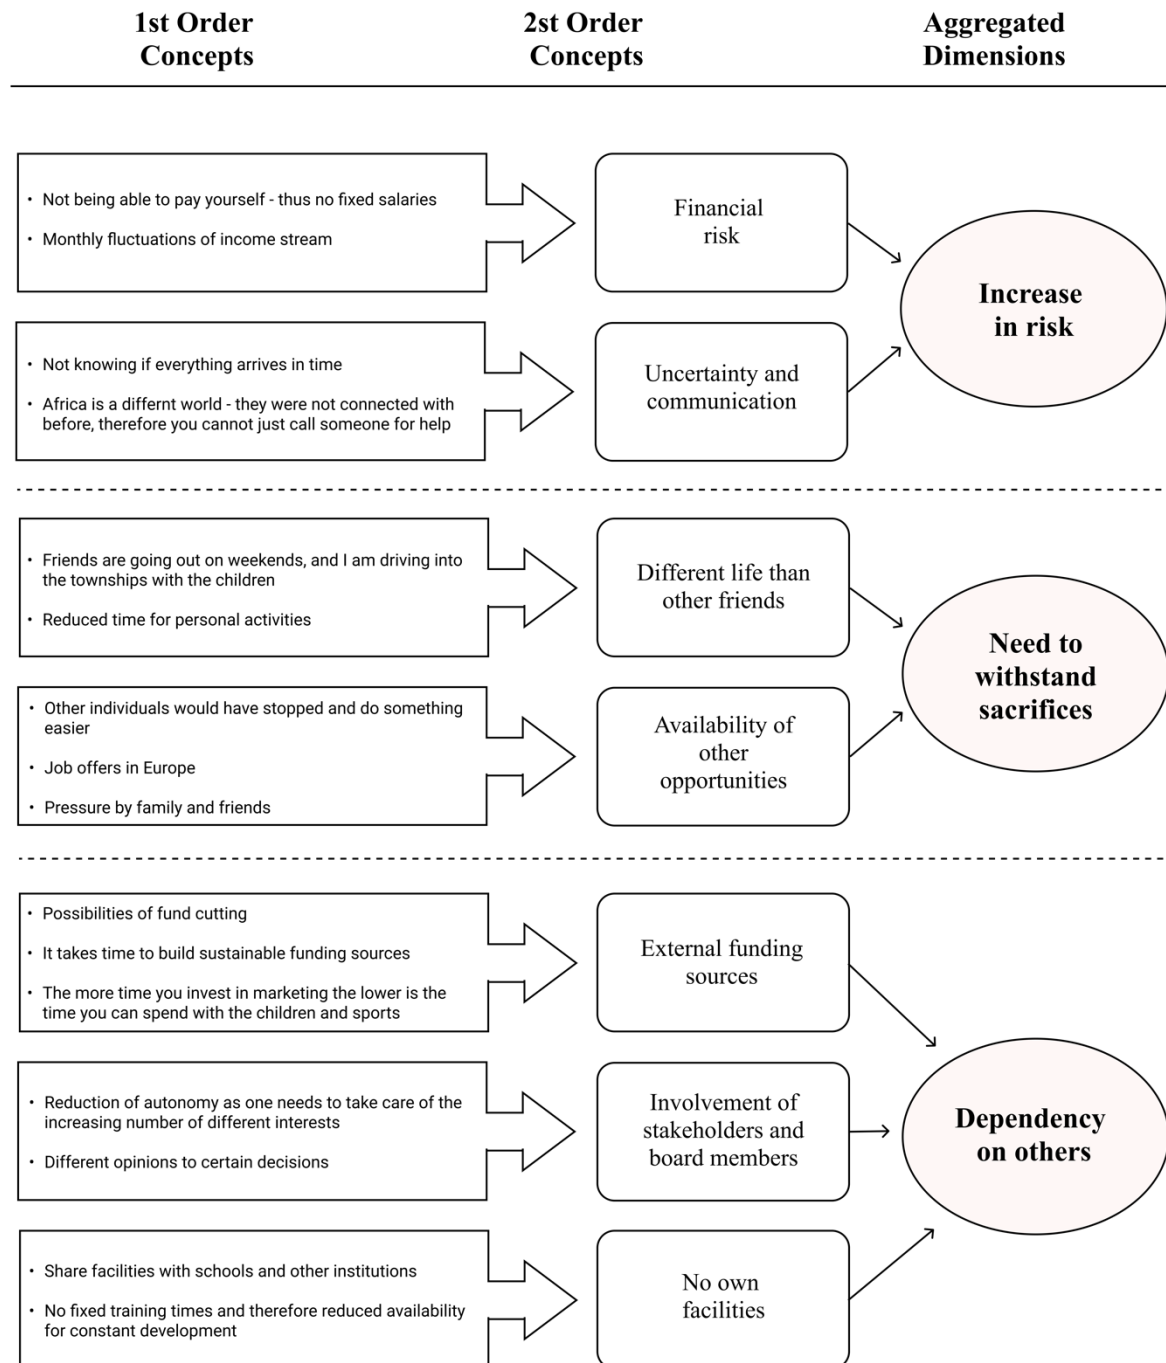 1st Order
Concepts
2st Order
Concepts
Aggregated
Dimensions
• Not being able to pay yourself - thus no fixed salaries
• Monthly fluctuations of income stream
Financial
risk
Increase
in risk
• Not knowing if everything arrives in time
• Africa is a differnt world - they were not connected with
before, therefore you cannot just call someone for help
Uncertainty and
communication
• Friends are going out on weekends, and I am driving into
the townships with the children
• Reduced time for personal activities
Different life than
other friends
Need to
withstand
sacrifices
• Other individuals would have stopped and do something
easier
• Job offers in Europe
• Pressure by family and friends
Availability of
other
opportunities
• Possibilities of fund cutting
• It takes time to build sustainable funding sources
• The more time you invest in marketing the lower is the
time you can spend with the children and sports
External funding
sources
• Reduction of autonomy as one needs to take care of the
increasing number of different interests
• Different opinions to certain decisions
Involvement of
stakeholders and
board members
Dependency
on others
• Share facilities with schools and other institutions
• No fixed training times and therefore reduced availability
for constant development
No own
facilities